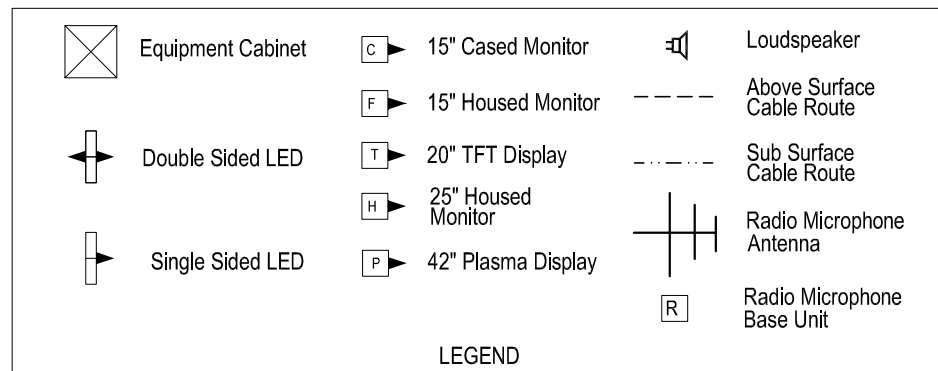 Equipment Cabinet
Double Sided LED
Single Sided LED
C
15" Cased Monitor
F
15" Housed Monitor
T
20" TFT Display
H
25" Housed
Monitor
P
42" Plasma Display
Loudspeaker
Above Surface
Cable Route
Sub Surface
Cable Route
Radio Microphone
Antenna
R
Radio Microphone
Base Unit
LEGEND